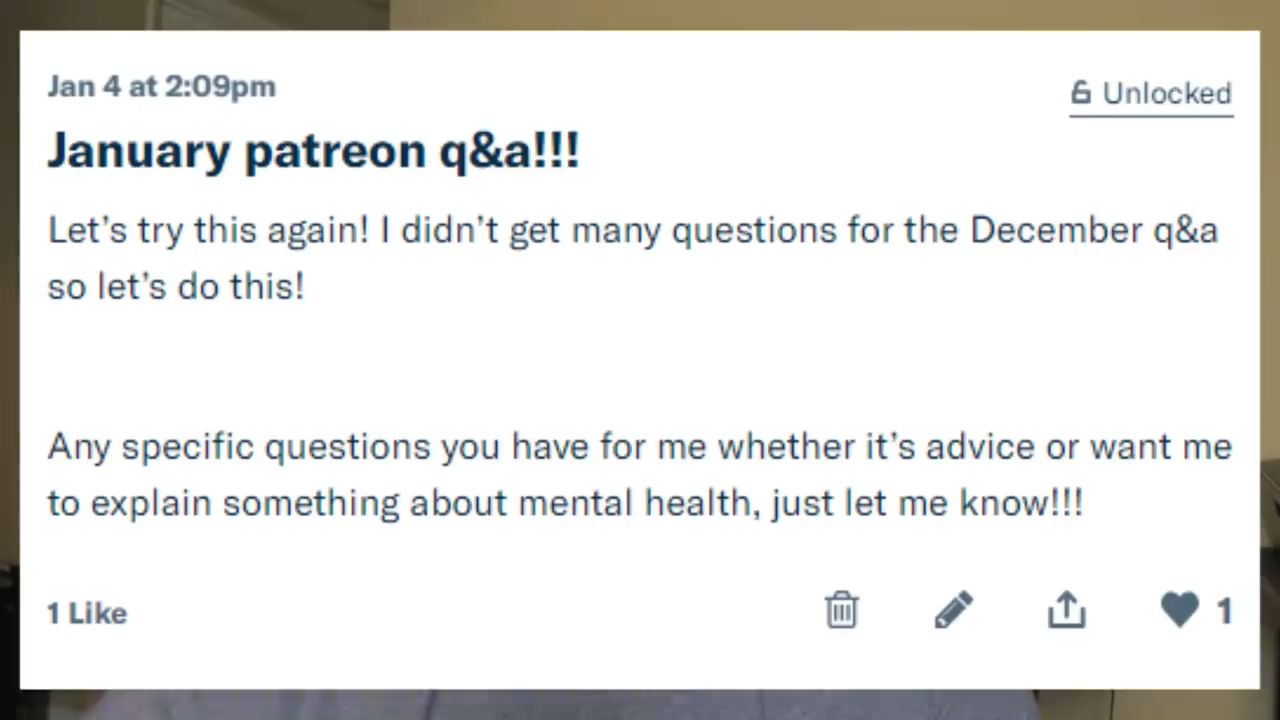 Jan 4 at 2:09pm
Unlocked
January patreon q&a!!!
Let’s try this again! I didn’t get many questions for the December q&a
so let’s do this!
Any specific questions you have for me whether it’s advice or want me
to explain something about mental health, just let me know!!!
1 Like
1